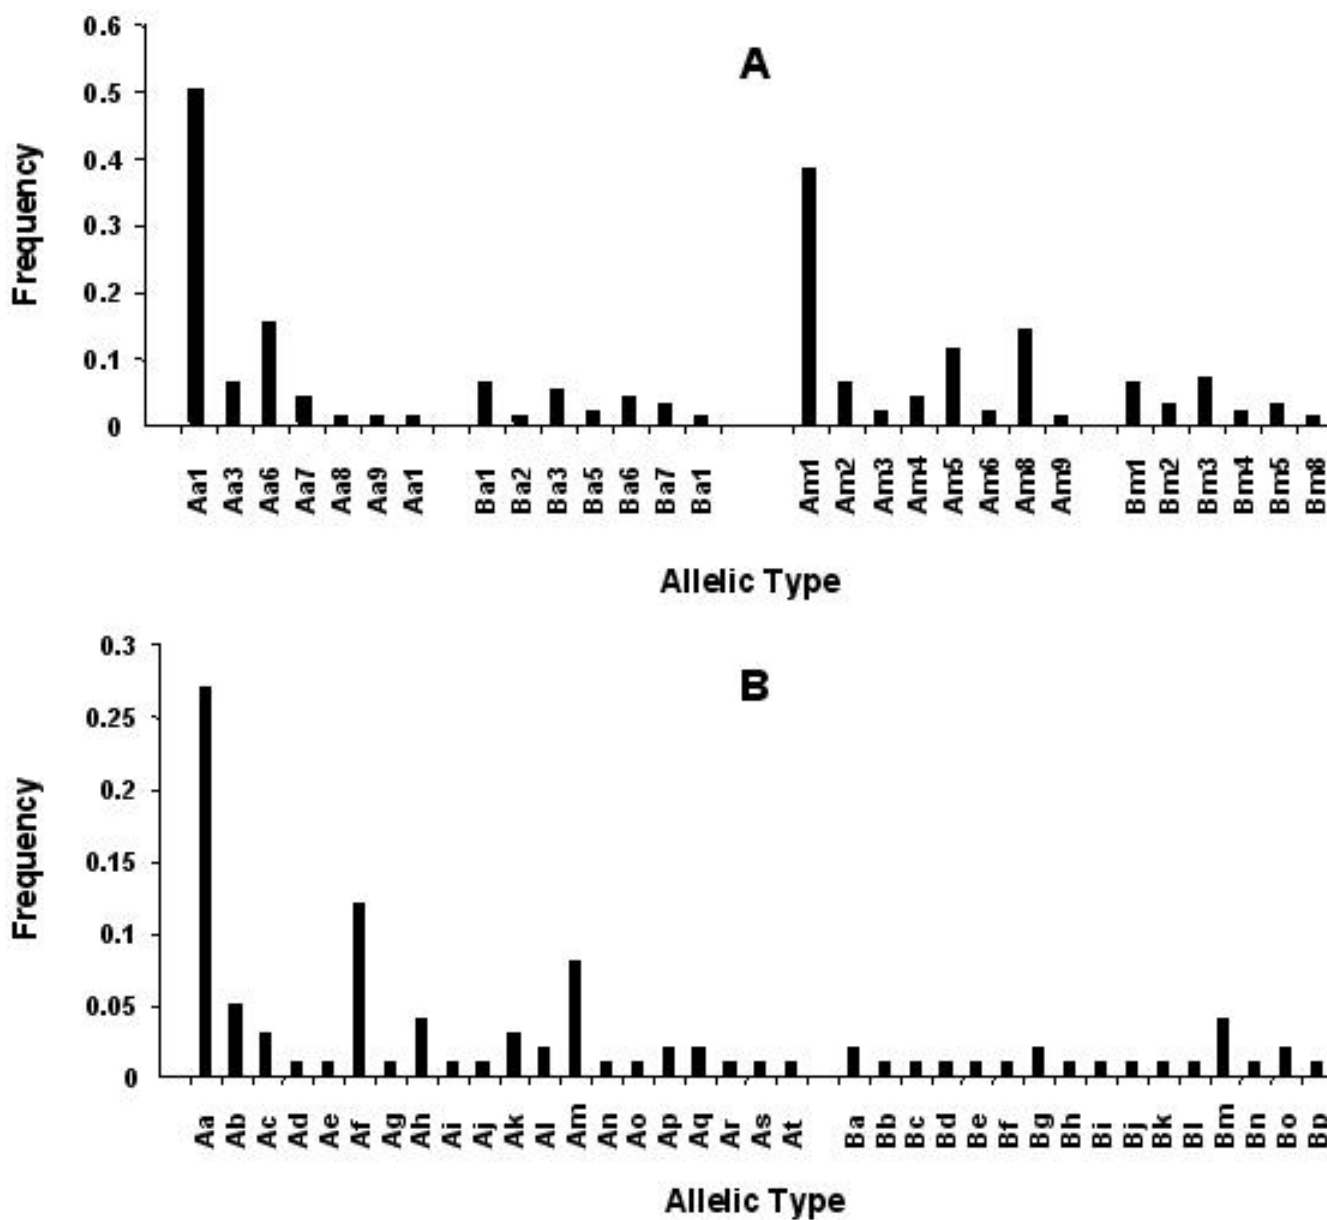 A
Frequency
0.6
0.5
0.4
0.3
0.2
0.1
0
Aa1 Aa3 Aa6 Aa7 Aa8 Aa9 Aa1 Ba1 Ba2 Ba3 Ba5 Ba6 Ba7 Ba1 Am1 Am2 Am3 Am4 Am5 Am6 Am8 Am9 Bm1 Bm2 Bm3 Bm4 Bm5 Bm8
Allelic Type
B
Frequency
0.3
0.25
0.2
0.15
0.1
0.05
0
Aa Ab Ac Ad Ae Af Ag Ah Ai Aj Ak Al Am An Ao Ap Aq Ar As At Ba Bb Bc Bd Be Bf Bg Bh Bi Bj Bk Bl Bm Bn Bo Bp
Allelic Type